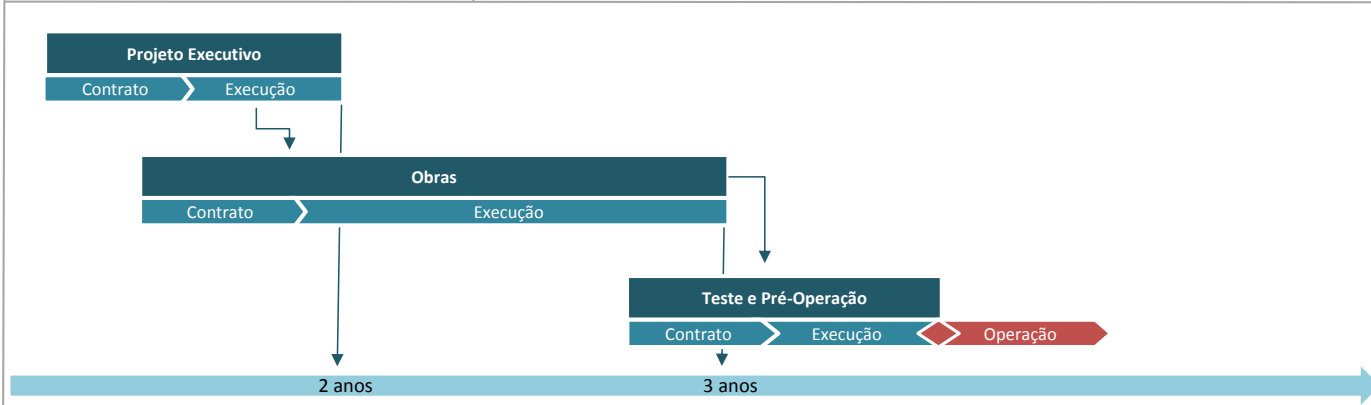 Projeto Executivo
Contrato
Execução
Obras
Contrato
Execução
Teste e Pré-Operação
Contrato
Execução
Operação
2 anos
3 anos